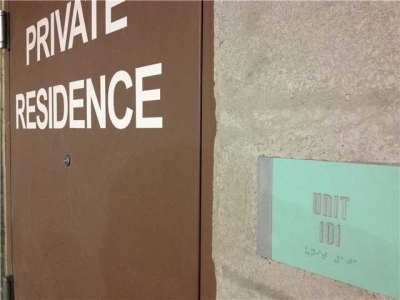 PRIVATE
RESIDENCE
UNIT
101